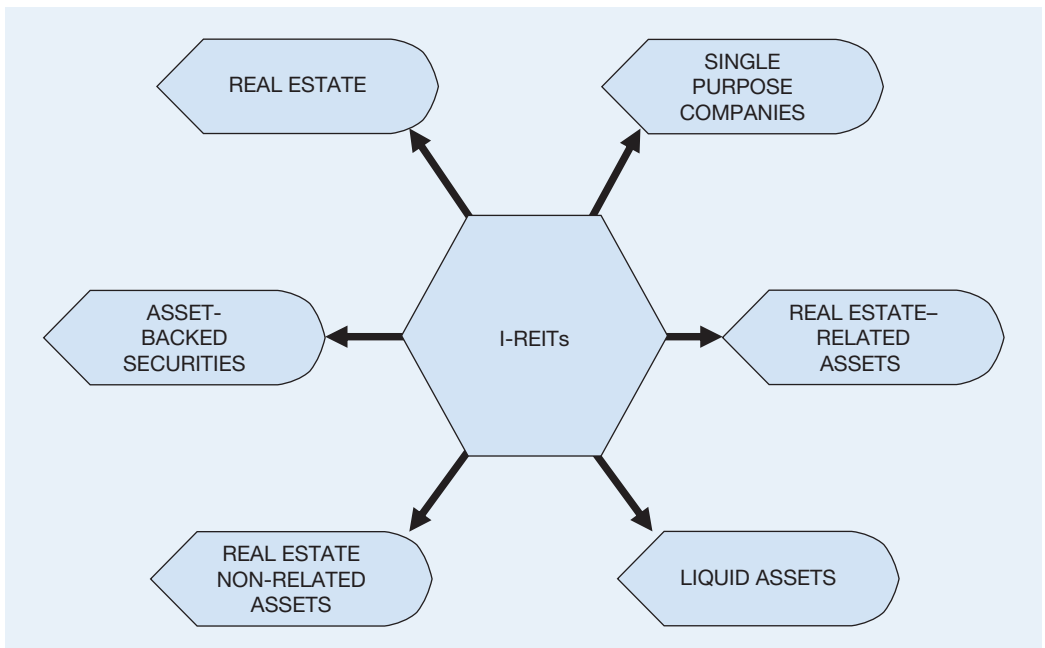 REAL ESTATE
SINGLE
PURPOSE
COMPANIES
ASSET-
BACKED
SECURITIES
I-REITs
REAL ESTATE–
RELATED
ASSETS
REAL ESTATE
NON-RELATED
ASSETS
LIQUID ASSETS